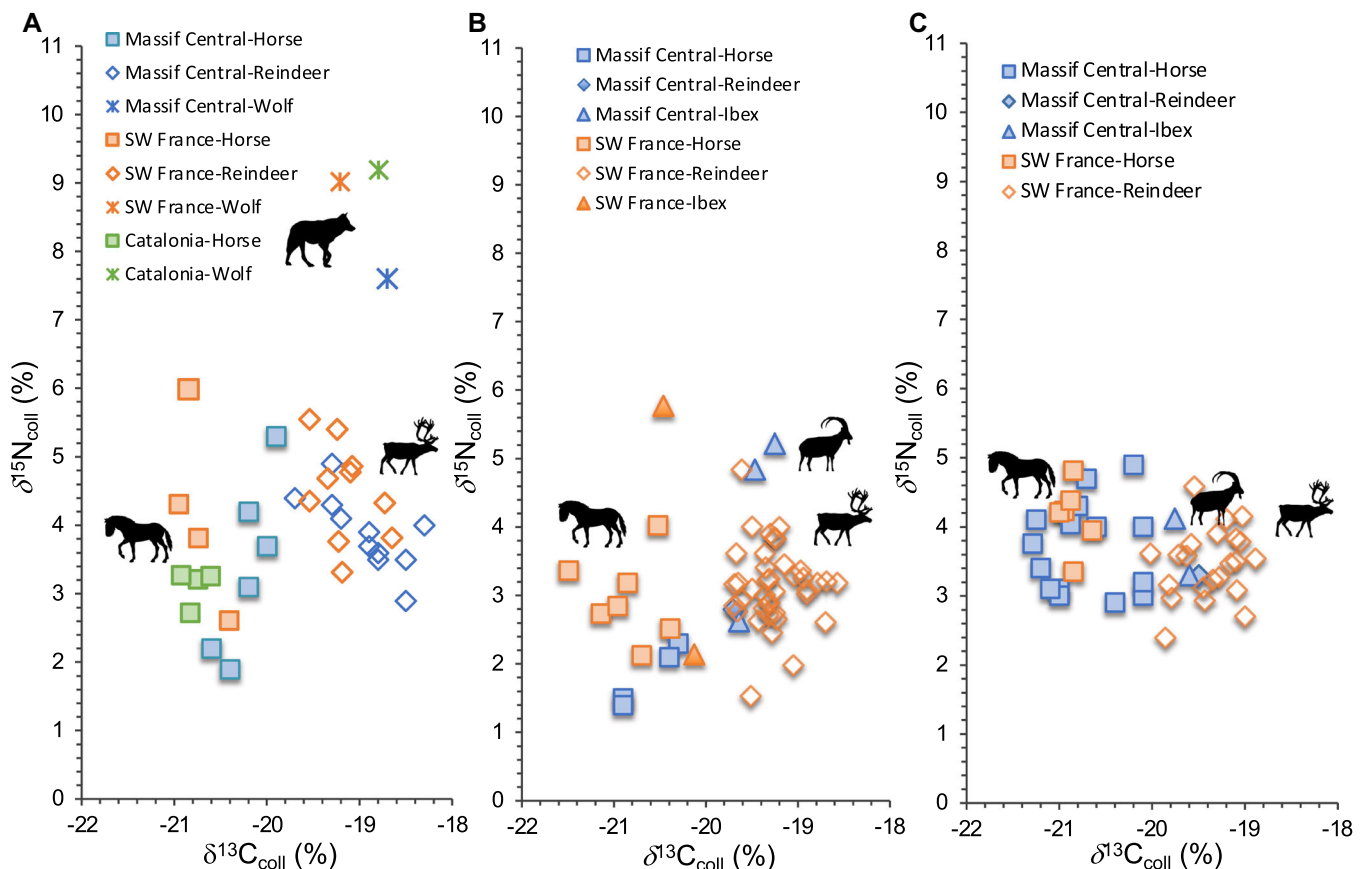 A
Massif Central-Horse
Massif Central-Reindeer
Massif Central-Wolf
SW France-Horse
SW France-Reindeer
SW France-Wolf
Catalonia-Horse
Catalonia-Wolf
11
10
9
8
7
6
5
4
3
2
1
0
δ15Ncoll (%)
-22 -21 -20 -19 -18
δ13Ccoll (%)
B
Massif Central-Horse
Massif Central-Reindeer
Massif Central-Ibex
SW France-Horse
SW France-Reindeer
SW France-Ibex
11
10
9
8
7
6
5
4
3
2
1
0
δ15Ncoll (%)
-22 -21 -20 -19 -18
δ13Ccoll (%)
C
Massif Central-Horse
Massif Central-Reindeer
Massif Central-Ibex
SW France-Horse
SW France-Reindeer
11
10
9
8
7
6
5
4
3
2
1
0
δ15Ncoll (%)
-22 -21 -20 -19 -18
δ13Ccoll (%)